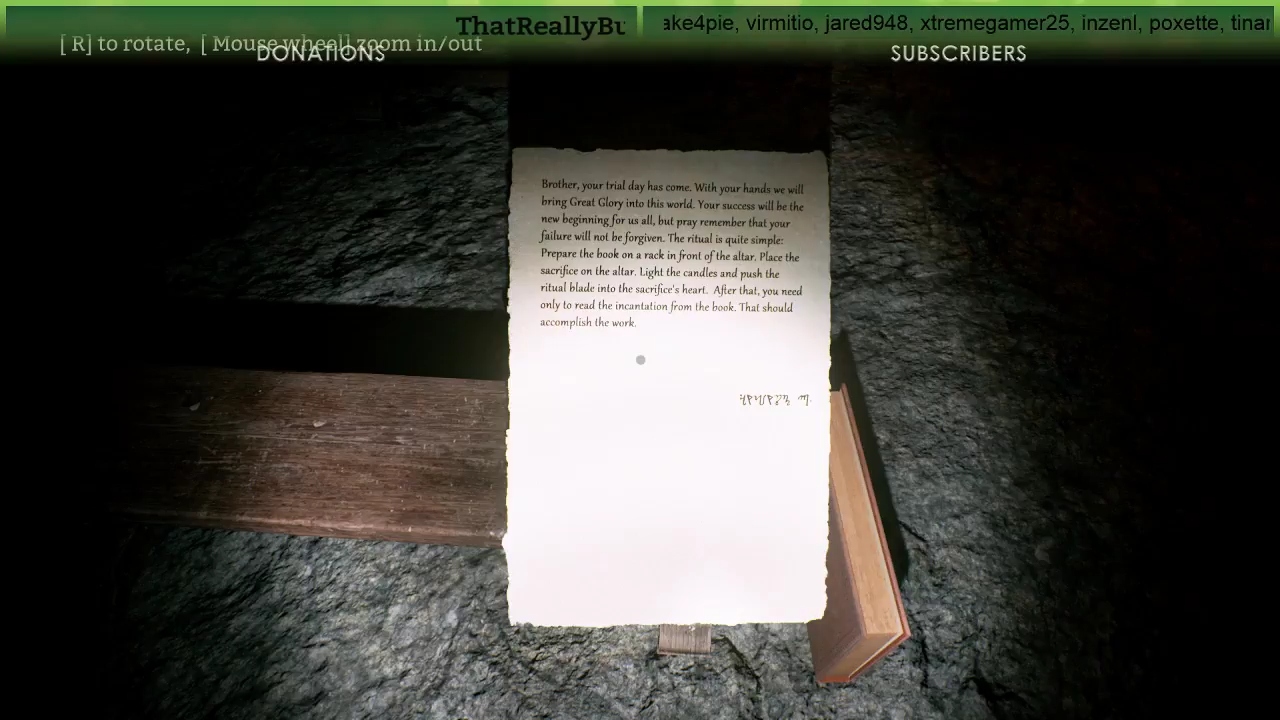 ThatReallyBu
ake4pie, virmitio, jared948, xtremegamer25, inzenl, poxette, tinar
[ R] to rotate, [ Mouse wheel] zoom in/out
DONATIONS
SUBSCRIBERS
Brother, your trial day has come. With your hands we will
bring Great Glory into this world. Your success will be the
new beginning for us all, but pray remember that your
failure will not be forgiven. The ritual is quite simple:
Prepare the book on a rack in front of the altar. Place the
sacrifice on the altar. Light the candles and push the
ritual blade into the sacrifice's heart. After that, you need
only to read the incantation from the book. That should
accomplish the work.